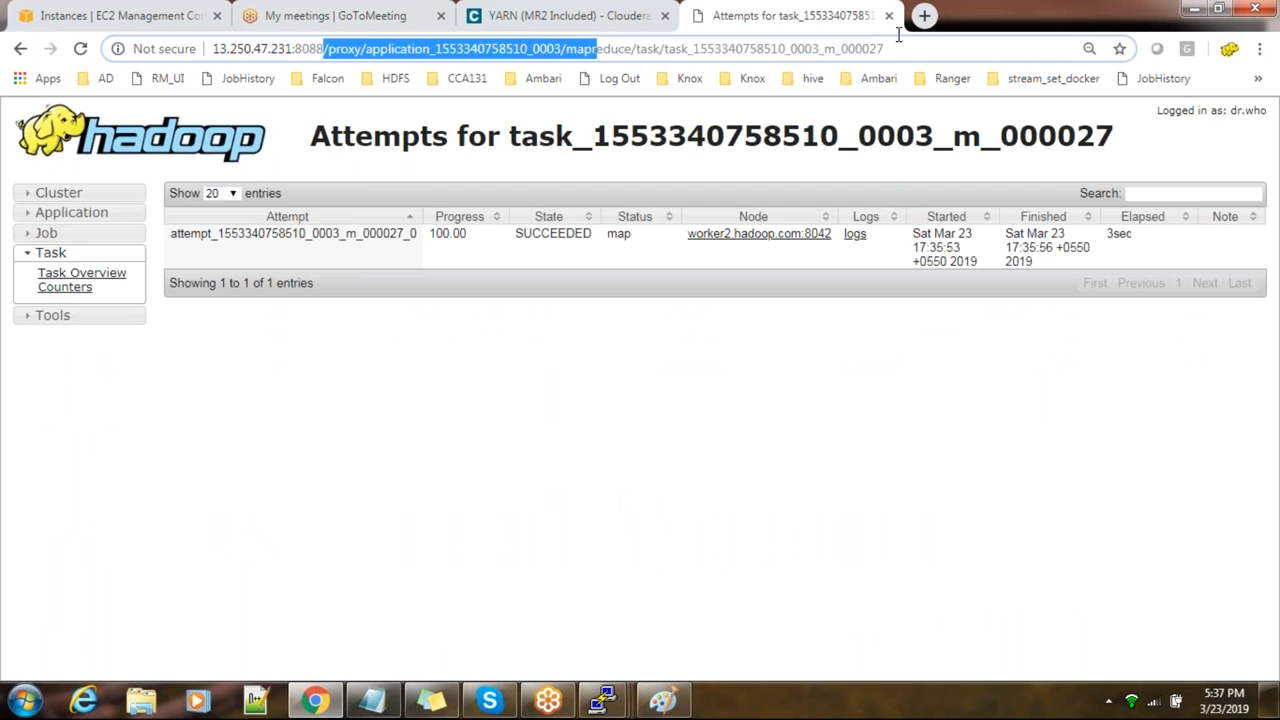 Instances | EC2 Management Co
My meetings | GoToMeeting
YARN (MR2 Included) - Cloudera
Attempts for task_15533407585
Not secure
13.250.47.231:8088/proxy/application_1553340758510_0003/mapreduce/task/task_1553340758510_0003_m_000027
Apps
AD
RM_UI
JobHistory
Falcon
HDFS
CCA131
Ambari
Log Out
Knox
Knox
hive
Ambari
Ranger
stream_set_docker
JobHistory
»
Logged in as: dr.who
hadoop
Attempts for task_1553340758510_0003_m_000027
Cluster
Application
Job
Task
Task Overview
Counters
Tools
Show 20 entries
Search:
Attempt Progress State Status Node Logs Started Finished Elapsed Note
attempt_1553340758510_0003_m_000027_0 100.00 SUCCEEDED map worker2.hadoop.com:8042 logs Sat Mar 23 Sat Mar 23 3sec
17:35:53 17:35:56 +0550
+0550 2019 2019
Showing 1 to 1 of 1 entries
First Previous 1 Next Last
5:37 PM
3/23/2019